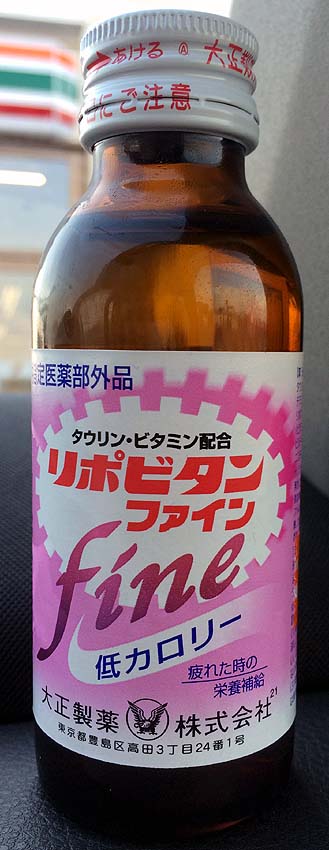 あける Ⓐ 大正製
口にご注意
指定医薬部外品
タウリン・ビタミン配合
リポビタン
ファイン
fine
低カロリー
疲れた時の
栄養補給
21
大正製薬 株式会社
東京都豊島区高田3丁目24番1号